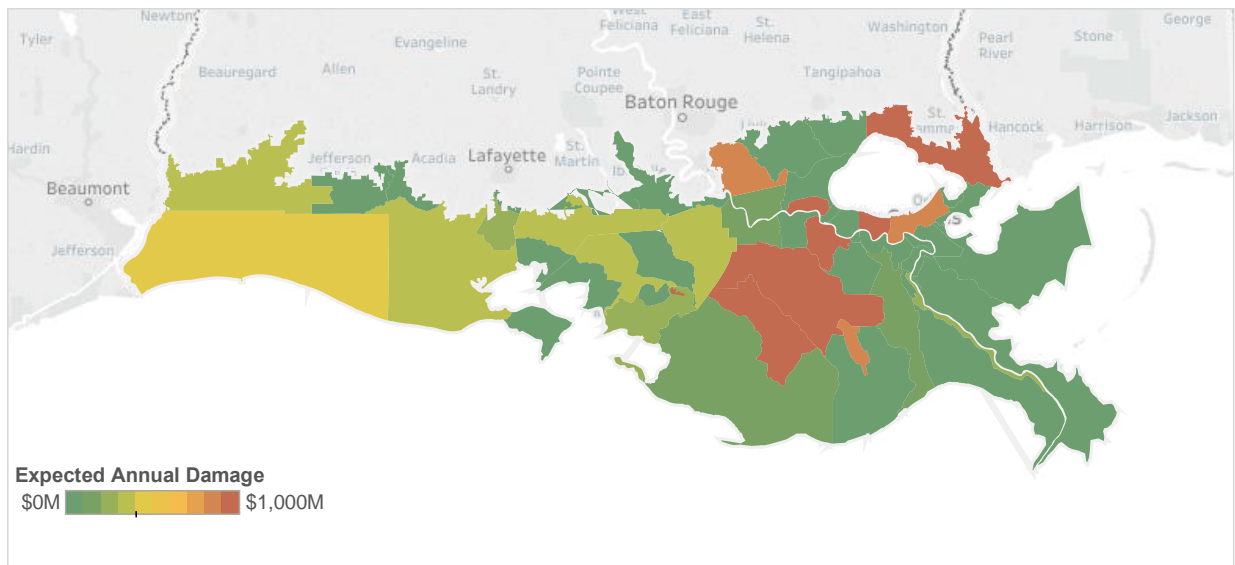 Newton
West
Feliciana
East
Feliciana
St.
Helena
Washington
George
Tyler
Evangeline
Pearl
River
Stone
Beauregard
Allen
St.
Landry
Pointe
Coupee
Tangipahoa
Baton Rouge
Jackson
Hancock
Harrison
St.
Hardin
Jefferson
Acadia
Lafayette
St.
Martin
Beaumont
Jefferson
Expected Annual Damage
$0M
$1,000M